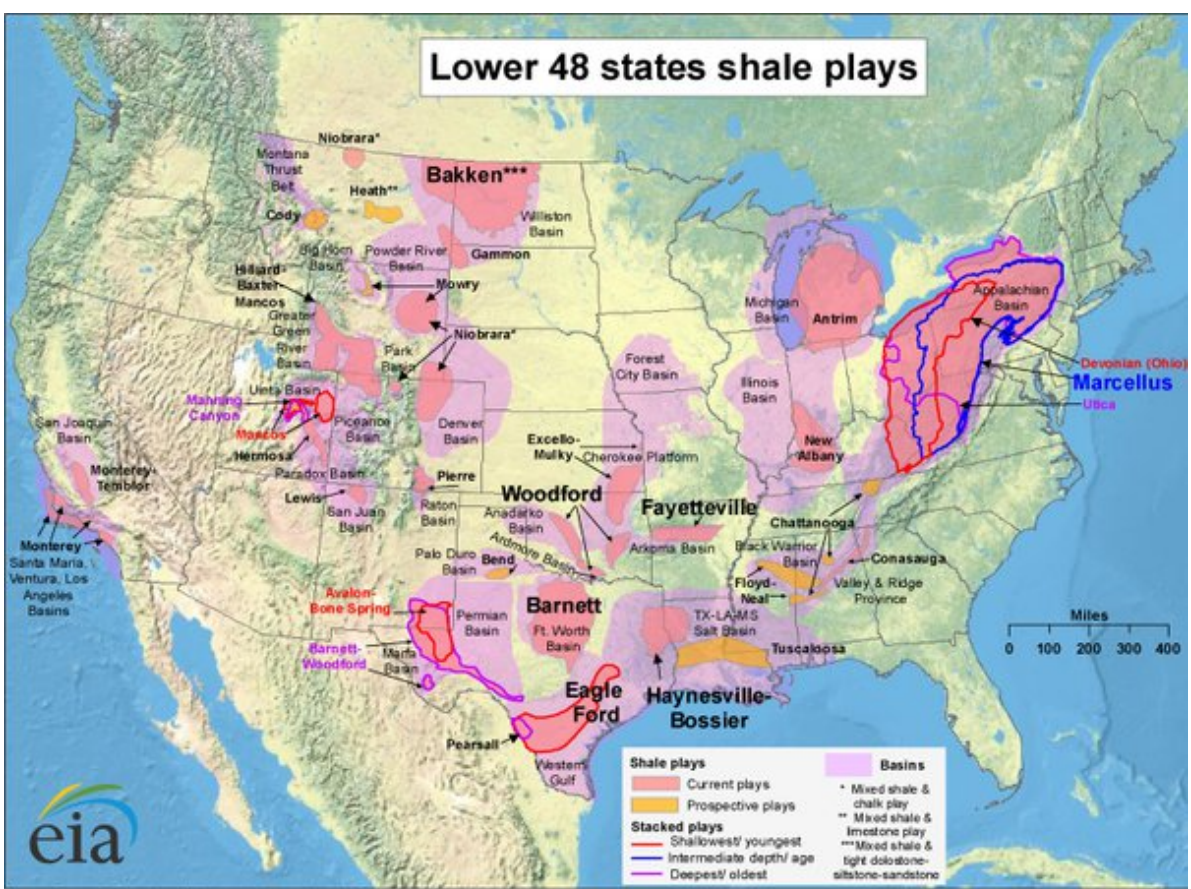 Lower 48 states shale plays
Niobrara*
Montana
Thrust
Belt
Bakken***
Heath**
Cody
Williston
Basin
Big Horn
Basin
Powder River
Basin
Gammon
Hilliard-
Baxter-
Mancos
Mowry
Greater
Green
River
Basin
Niobrara*
Park
Basin
Michigan
Basin
Antrim
Appalachian
Basin
Devonian (Ohio)
Marcellus
Utica
Forest
City Basin
Illinois
Basin
Uinta Basin
Manning
Canyon
Mancos
Piceance
Basin
Denver
Basin
San Joaquin
Basin
Hermosa
Excello-
Mulky
Cherokee Platform
New
Albany
Monterey-
Temblor
Paradox Basin
Pierre
Lewis
San Juan
Basin
Raton
Basin
Woodford
Fayetteville
Anadarko
Basin
Chattanooga
Ardmore Basin
Arkoma Basin
Monterey
Santa Maria,
Ventura, Los
Angeles
Basins
Palo Duro
Basin
Bend
Black Warrior
Basin
Conasauga
Floyd-
Neal
Valley & Ridge
Province
Avalon-
Bone Spring
Permian
Basin
Barnett
Ft. Worth
Basin
TX-LA-MS
Salt Basin
Miles
0 100 200 300 400
Barnett-
Woodford
Marfa
Basin
Tuscaloosa
Eagle
Ford
Haynesville-
Bossier
Pearsall
Western
Gulf
Shale plays
Current plays
Prospective plays
Stacked plays
Shallowest/ youngest
Intermediate depth/ age
Deepest/ oldest
Basins
* Mixed shale &
chalk play
** Mixed shale &
limestone play
***Mixed shale &
tight dolostone-
siltstone-sandstone
eia